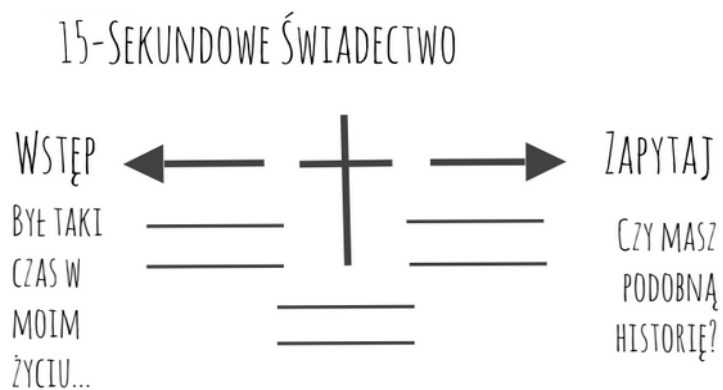 15-Sekundowe Świadectwo
Wstęp
Był taki
czas w
moim
życiu...
Zapytaj
Czy masz
podobną
historię?